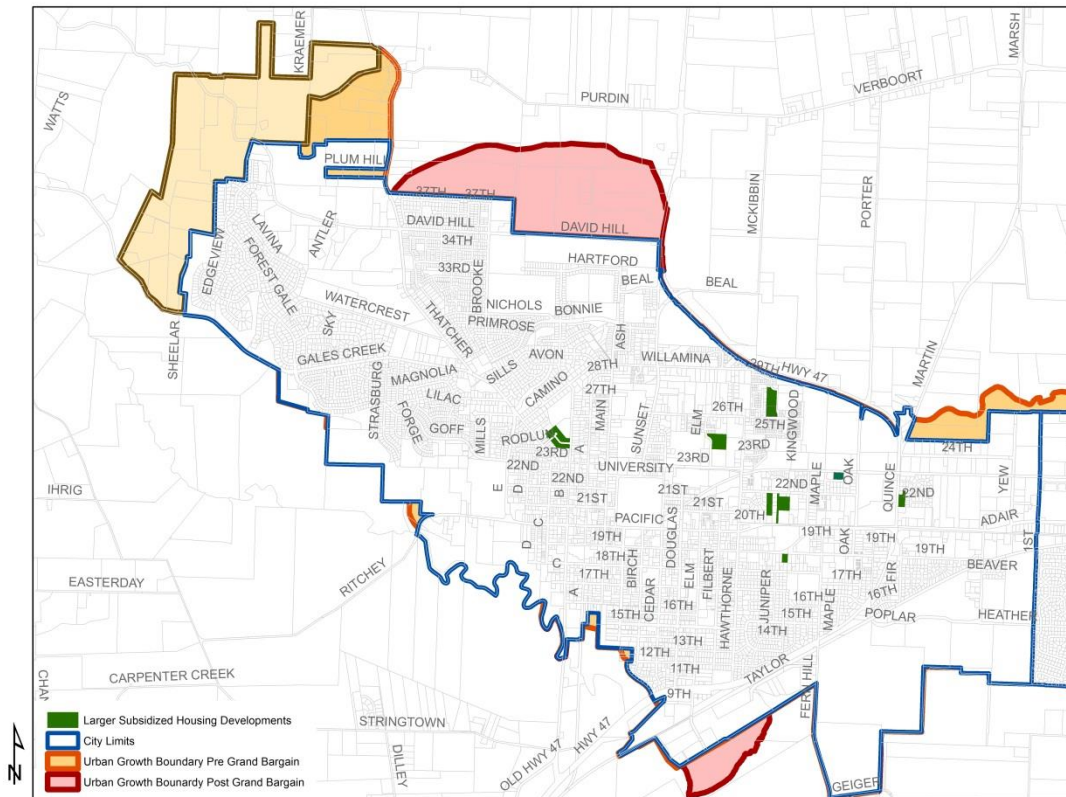 KRAEMER
MARSH
WATTS
VERBOORT
PURDIN
PLUM HILL
37TH 37TH
MCKIBBIN
PORTER
LAVINA
ANTLER
DAVID HILL
DAVID HILL
34TH
EDGEVIEW
FOREST GALE
33RD
BROOKE
HARTFORD
BEAL
BEAL
WATERCREST
NICHOLS
BONNIE
SKY
THATCHER
PRIMROSE
ASH
SHEELAR
GALES CREEK
AVON
WILLAMINA
29TH
HWY 47
MARTIN
MAGNOLIA
SILLS
28TH
STRASBURG
CAMINO
27TH
MAIN
LILAC
FORGE
SUNSET
ELM
26TH
KINGWOOD
GOFF
MILLS
25TH
23RD
A
23RD
23RD
24TH
22ND
UNIVERSITY
22ND
MAPLE
OAK
QUINCE
22ND
YEW
IHRIG
E
D
B
22ND
21ST
21ST
21ST
PACIFIC
20TH
ADAIR
1ST
C
D
19TH
DOUGLAS
19TH
OAK
19TH
19TH
18TH
BIRCH
ELM
FILBERT
BEAVER
EASTERDAY
RITCHEY
C
17TH
CEDAR
HAWTHORNE
JUNIPER
17TH
FIR
A
16TH
16TH
16TH
15TH
15TH
MAPLE
POPLAR
HEATHER
14TH
13TH
12TH
11TH
TAYLOR
FERN HILL
9TH
CARPENTER CREEK
STRINGTOWN
DILLEY
OLD HWY 47
HWY 47
GEIGER
N
Larger Subsidized Housing Developments
City Limits
Urban Growth Boundary Pre Grand Bargain
Urban Growth Bounardy Post Grand Bargain